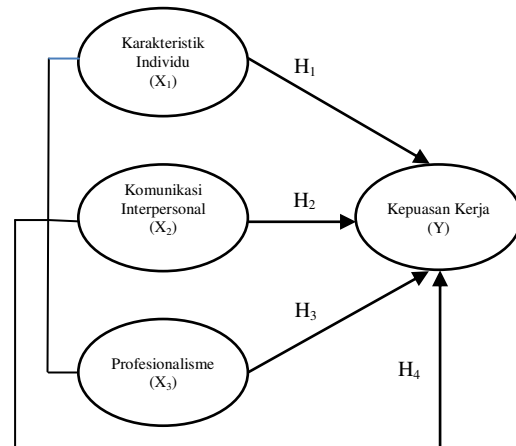 Karakteristik
Individu
(X₁)
H₁
Komunikasi
Interpersonal
(X₂)
H₂
Kepuasan Kerja
(Y)
H₃
Profesionalisme
(X₃)
H₄